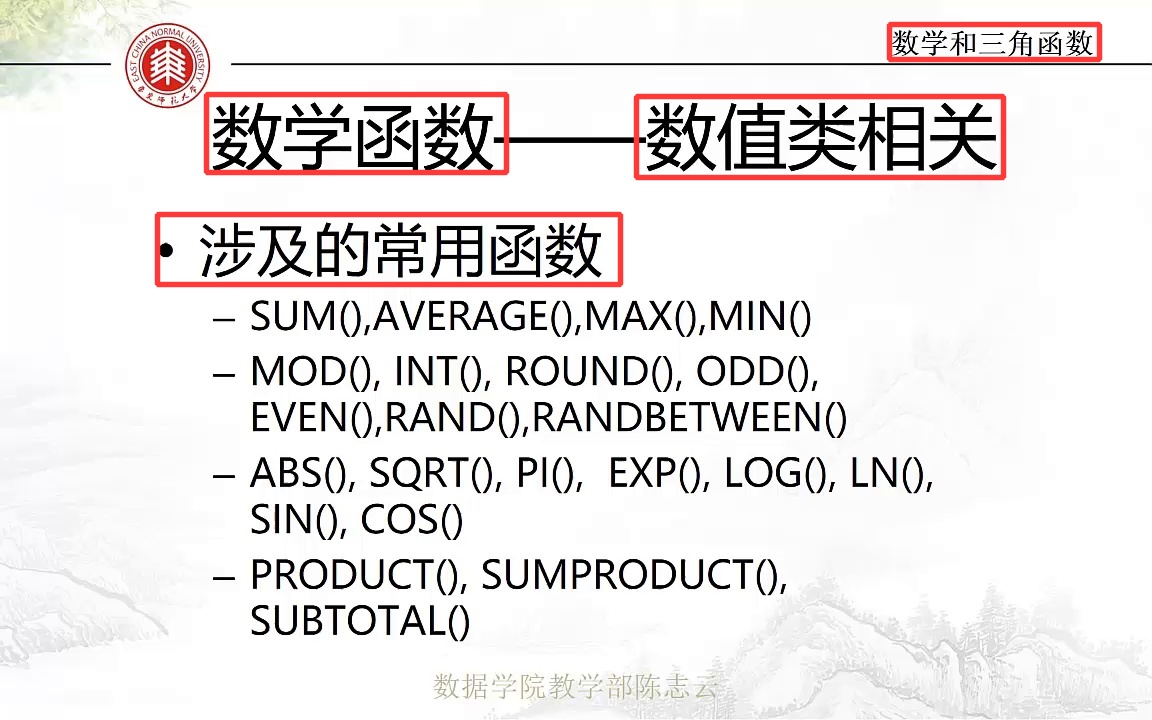 EAST CHINA NORMAL UNIVERSITY
华东师范大学
数学和三角函数
数学函数——数值类相关
• 涉及的常用函数
– SUM(),AVERAGE(),MAX(),MIN()
– MOD(), INT(), ROUND(), ODD(),
EVEN(),RAND(),RANDBETWEEN()
– ABS(), SQRT(), PI(),  EXP(), LOG(), LN(),
SIN(), COS()
– PRODUCT(), SUMPRODUCT(),
SUBTOTAL()
数据学院教学部陈志云